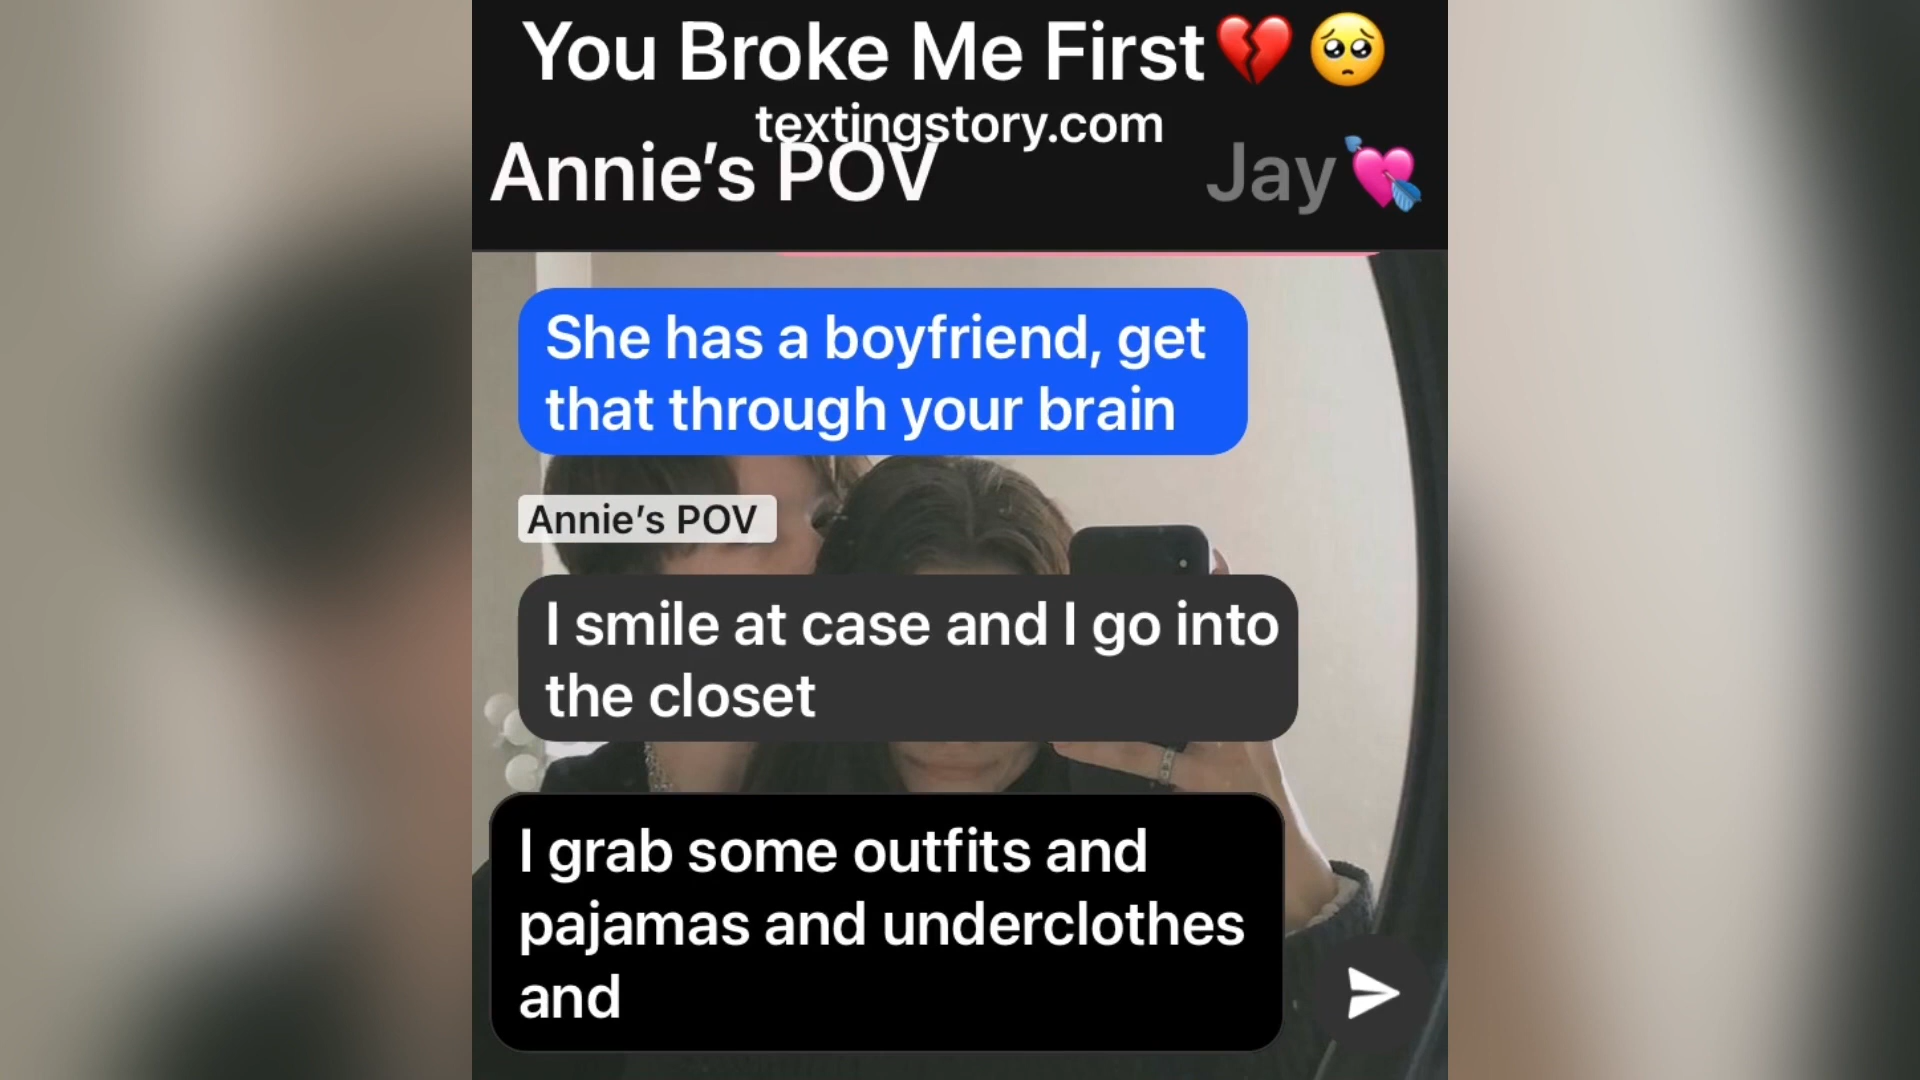 You Broke Me First💔🥺
textingstory.com
Annie’s POV
Jay💘
She has a boyfriend, get
that through your brain
Annie’s POV
I smile at case and I go into
the closet
I grab some outfits and
pajamas and underclothes
and